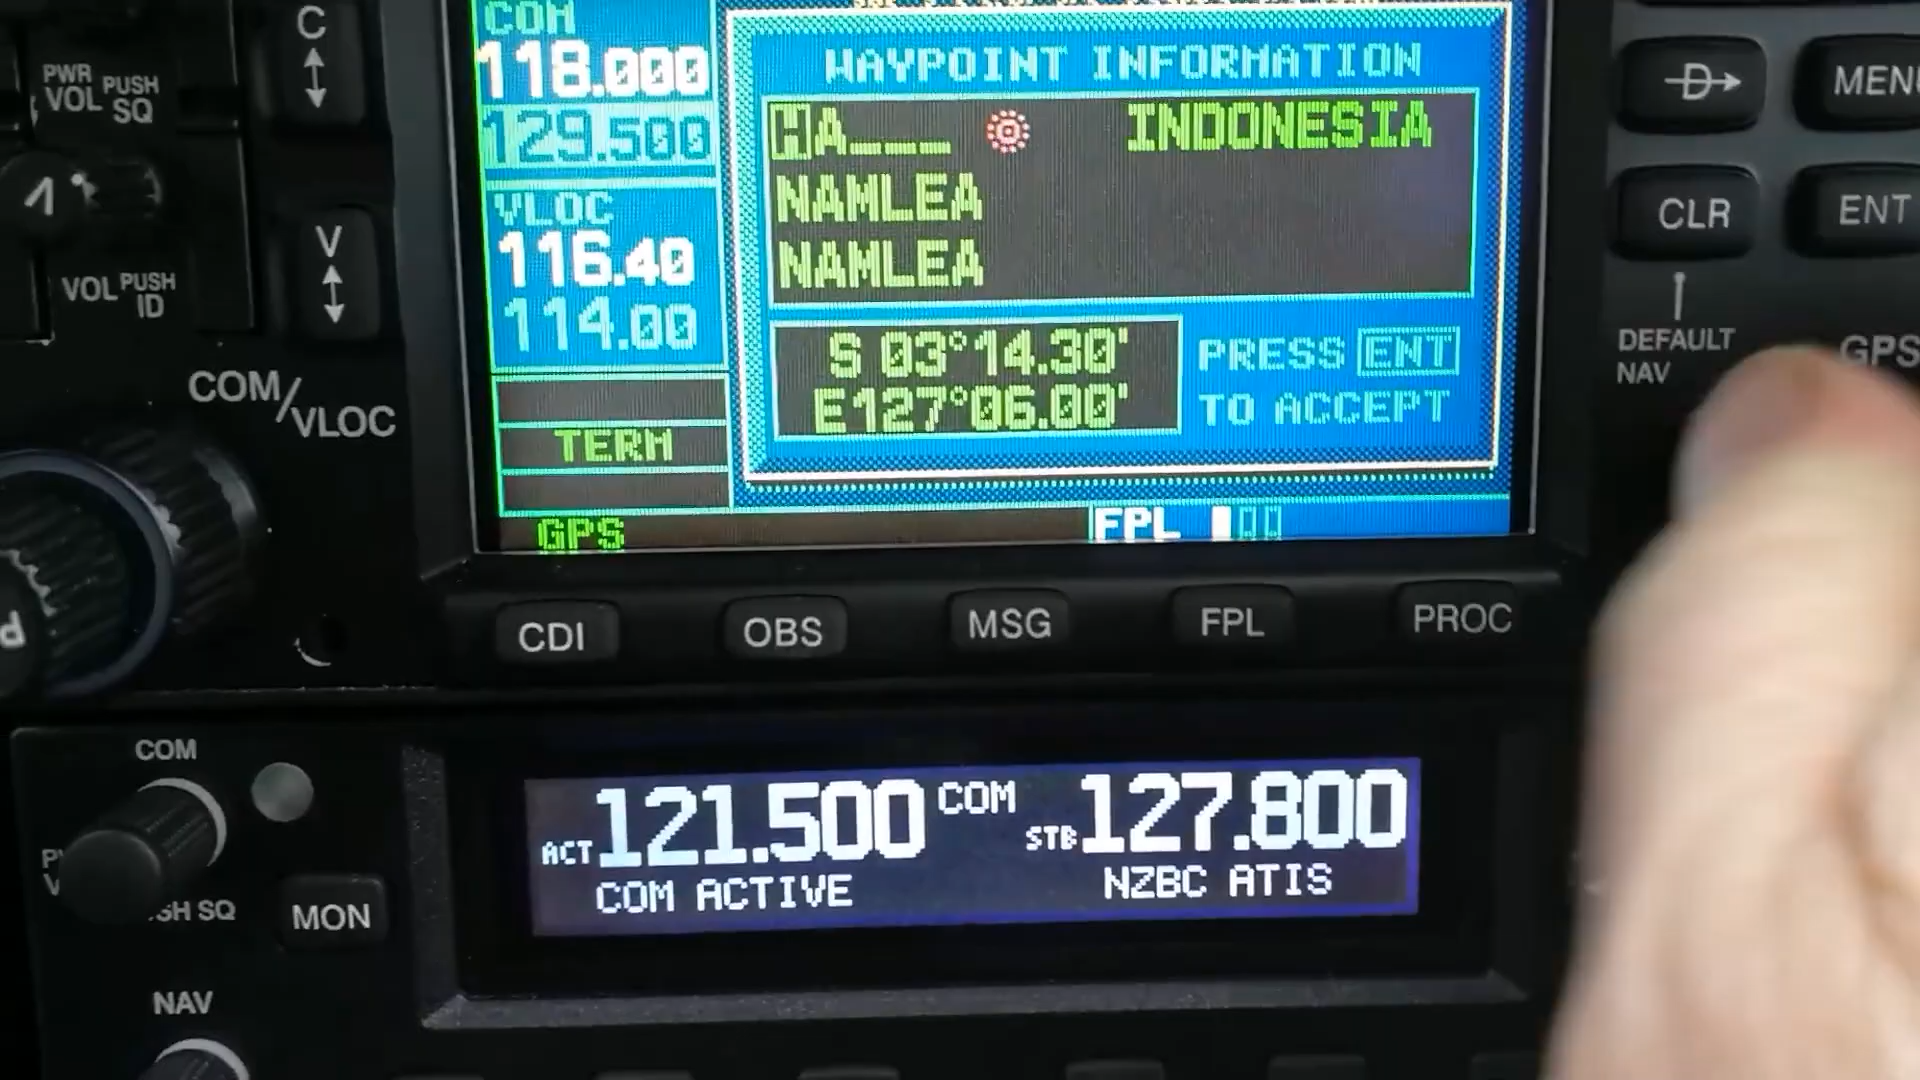 C
PWR
VOL
PUSH
SQ
V
VOL PUSH
ID
COM/
VLOC
COM
118.000
129.500
VLOC
116.40
114.00
TERM
GPS
WAYPOINT INFORMATION
HA___ INDONESIA
NAMLEA
NAMLEA
S 03°14.30'
E127°06.00'
PRESS ENT
TO ACCEPT
FPL
D
MENU
CLR
ENT
DEFAULT
NAV
GPS
CDI
OBS
MSG
FPL
PROC
COM
SQ
MON
NAV
ACT 121.500 COM STB 127.800
COM ACTIVE NZBC ATIS